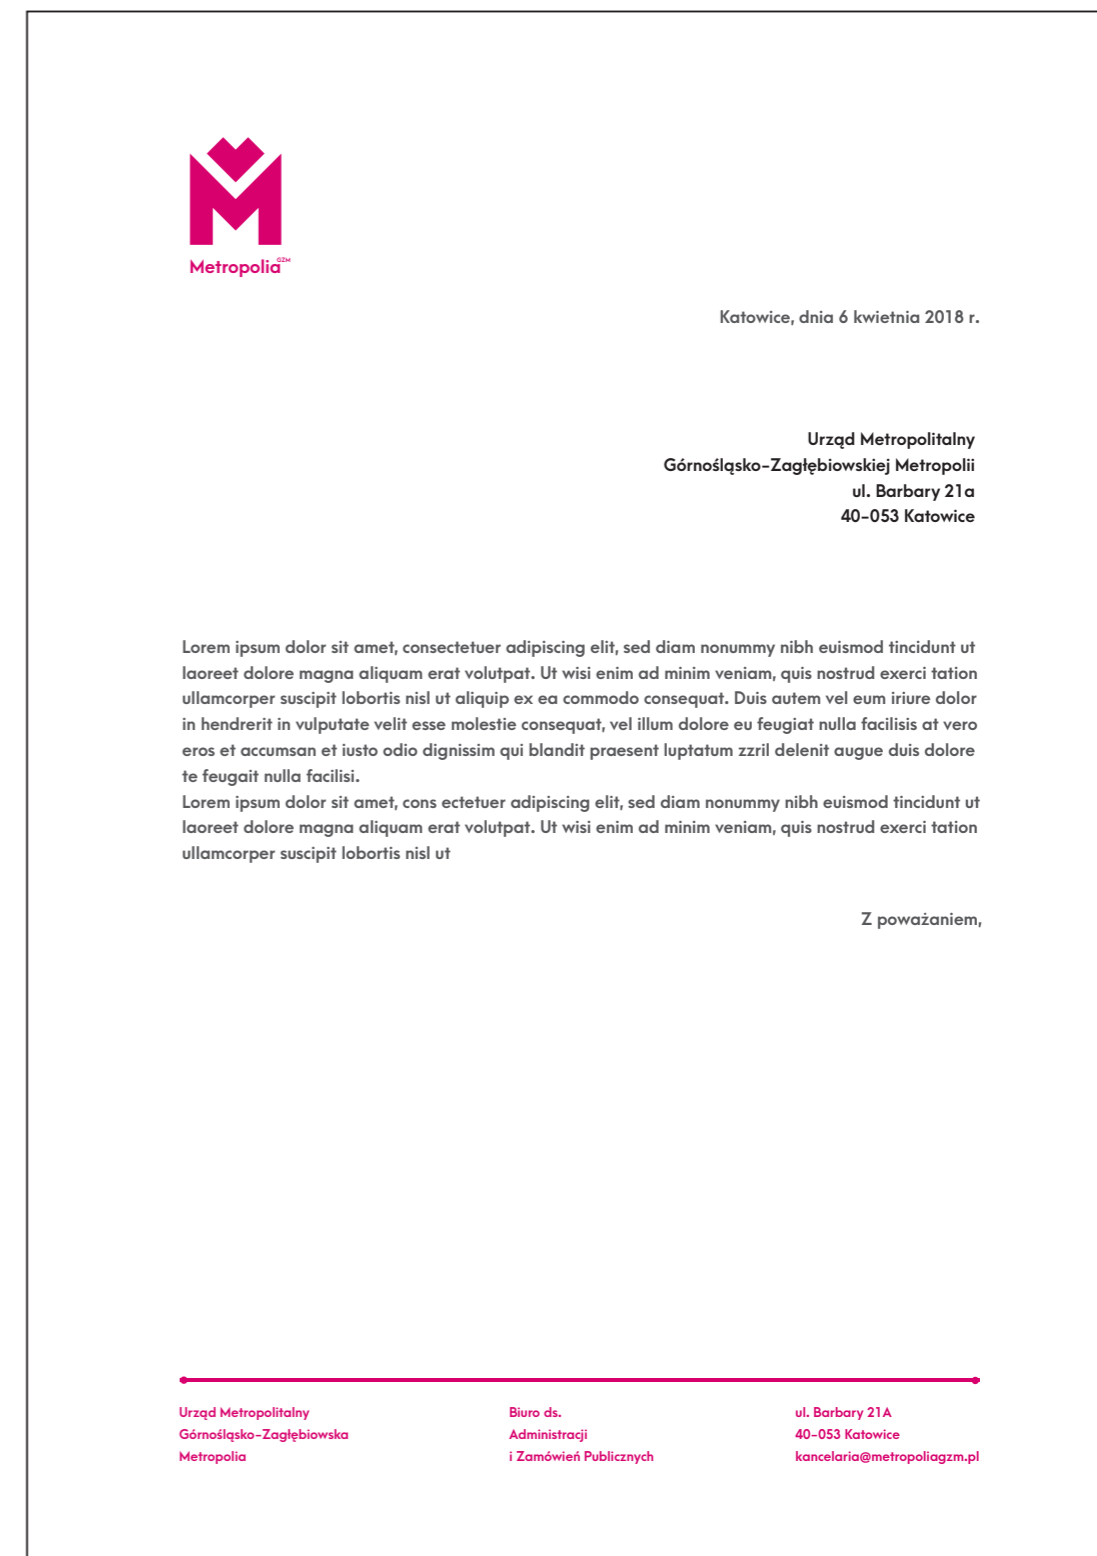 Metropolia GZM
Katowice, dnia 6 kwietnia 2018 r.
Urząd Metropolitalny
Górnośląsko-Zagłębiowskiej Metropolii
ul. Barbary 21a
40-053 Katowice
Lorem ipsum dolor sit amet, consectetuer adipiscing elit, sed diam nonummy nibh euismod tincidunt ut
laoreet dolore magna aliquam erat volutpat. Ut wisi enim ad minim veniam, quis nostrud exerci tation
ullamcorper suscipit lobortis nisl ut aliquip ex ea commodo consequat. Duis autem vel eum iriure dolor
in hendrerit in vulputate velit esse molestie consequat, vel illum dolore eu feugiat nulla facilisis at vero
eros et accumsan et iusto odio dignissim qui blandit praesent luptatum zzril delenit augue duis dolore
te feugait nulla facilisi.
Lorem ipsum dolor sit amet, cons ectetuer adipiscing elit, sed diam nonummy nibh euismod tincidunt ut
laoreet dolore magna aliquam erat volutpat. Ut wisi enim ad minim veniam, quis nostrud exerci tation
ullamcorper suscipit lobortis nisl ut
Z poważaniem,
Urząd Metropolitalny
Górnośląsko-Zagłębiowska
Metropolia
Biuro ds.
Administracji
i Zamówień Publicznych
ul. Barbary 21A
40-053 Katowice
kancelaria@metropoliagzm.pl